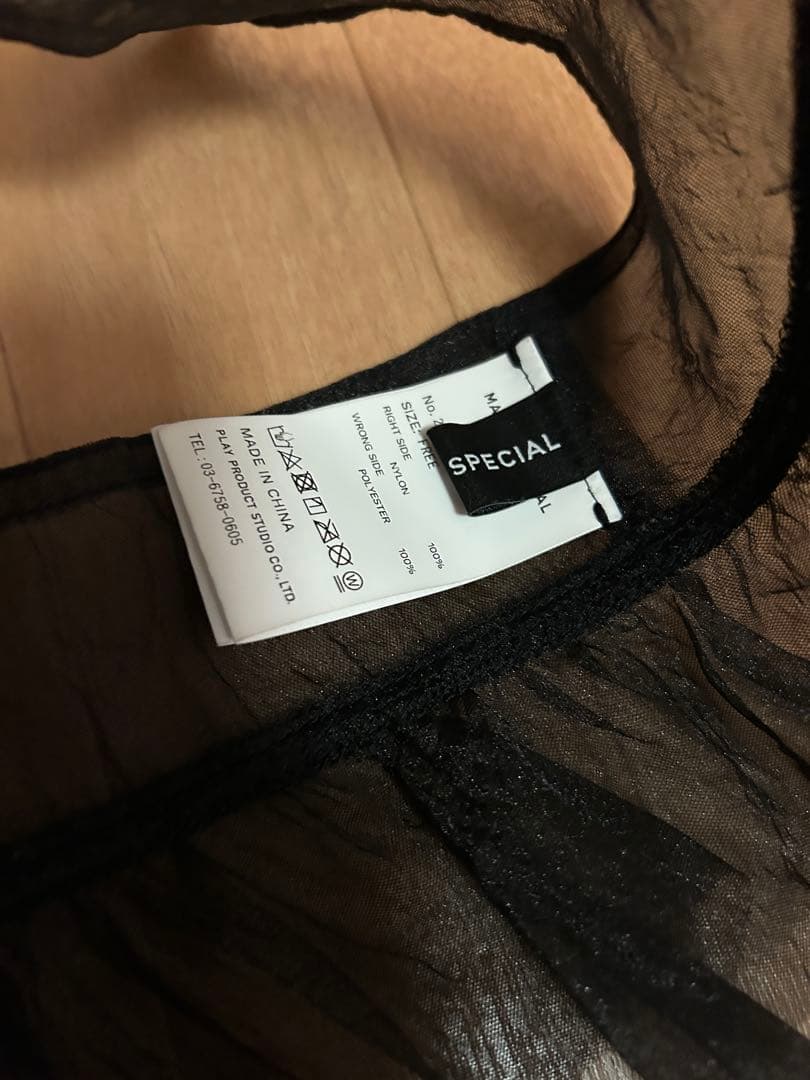 SPECIAL
MA
AL
No. 2
SIZE: FREE
RIGHT SIDE NYLON 100%
WRONG SIDE POLYESTER 100%
W
MADE IN CHINA
PLAY PRODUCT STUDIO CO., LTD.
TEL : 03-6758-0605